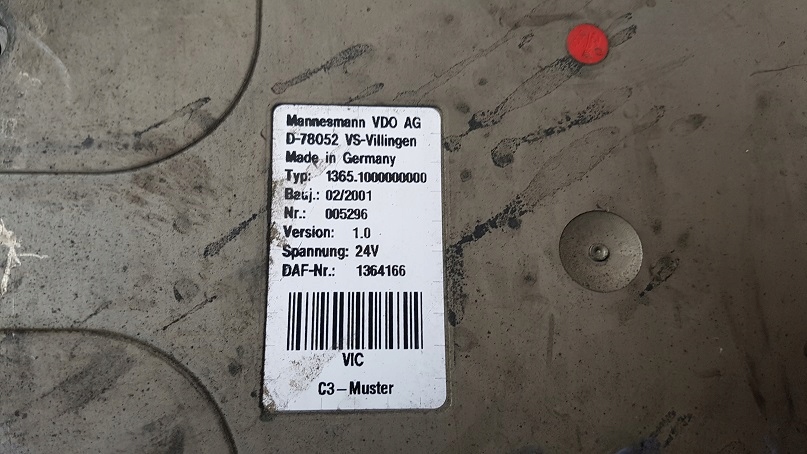 Mannesmann VDO AG
D-78052 VS-Villingen
Made in Germany
Typ: 1365.1000000000
Bauj.: 02/2001
Nr.: 005296
Version: 1.0
Spannung: 24V
DAF-Nr.: 1364166
VIC
C3-Muster